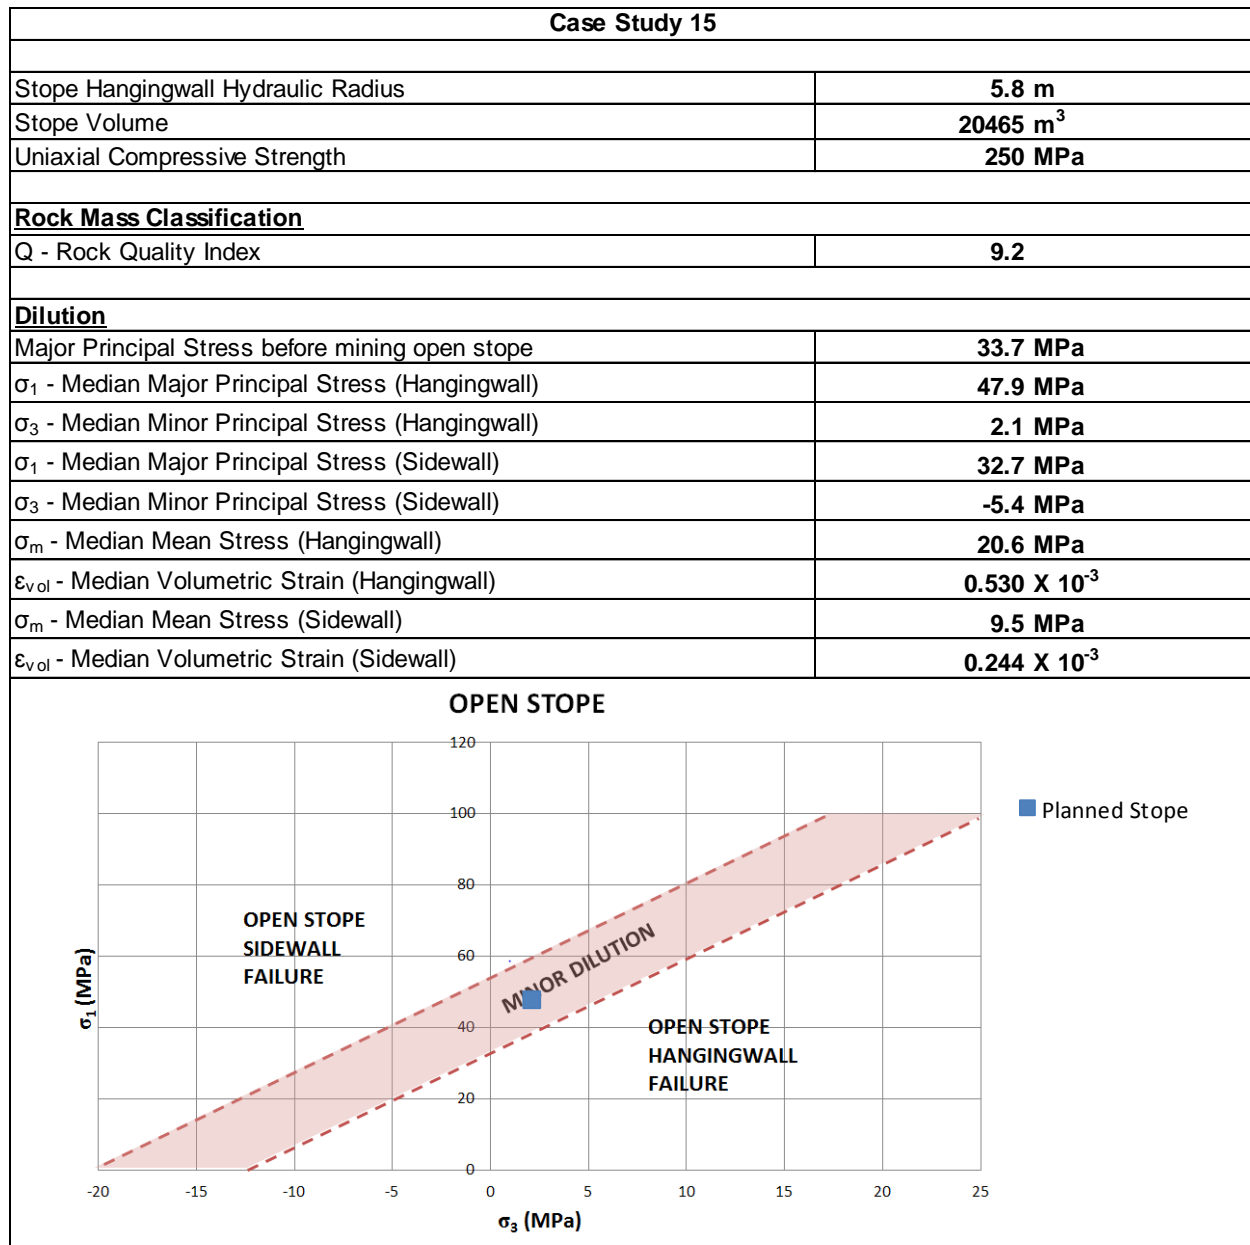 Case Study 15
Stope Hangingwall Hydraulic Radius 5.8 m
Stope Volume 20465 m³
Uniaxial Compressive Strength 250 MPa
Rock Mass Classification
Q - Rock Quality Index 9.2
Dilution
Major Principal Stress before mining open stope 33.7 MPa
σ₁ - Median Major Principal Stress (Hangingwall) 47.9 MPa
σ₃ - Median Minor Principal Stress (Hangingwall) 2.1 MPa
σ₁ - Median Major Principal Stress (Sidewall) 32.7 MPa
σ₃ - Median Minor Principal Stress (Sidewall) -5.4 MPa
σₘ - Median Mean Stress (Hangingwall) 20.6 MPa
εᵥₒₗ - Median Volumetric Strain (Hangingwall) 0.530 X 10⁻³
σₘ - Median Mean Stress (Sidewall) 9.5 MPa
εᵥₒₗ - Median Volumetric Strain (Sidewall) 0.244 X 10⁻³
OPEN STOPE
120
100
80
60
40
20
0
σ₁ (MPa)
OPEN STOPE
SIDEWALL
FAILURE
MINOR DILUTION
OPEN STOPE
HANGINGWALL
FAILURE
Planned Stope
-20 -15 -10 -5 0 5 10 15 20 25
σ₃ (MPa)